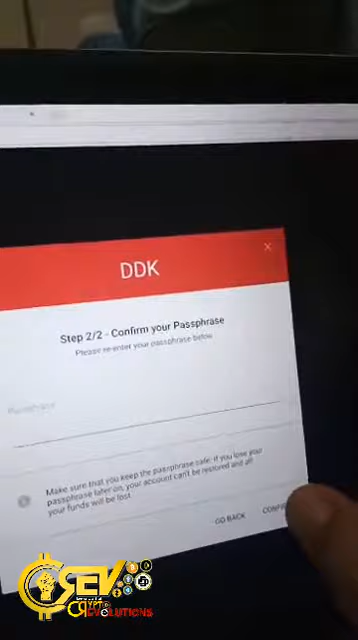 DDK
Step 2/2 - Confirm your Passphrase
Please re-enter your passphrase below
Passphrase
Make sure that you keep the passphrase safe. If you lose your
passphrase later on, your account can't be restored and all
your funds will be lost.
GO BACK
CREV
CRYPTO
REVOLUTIONS